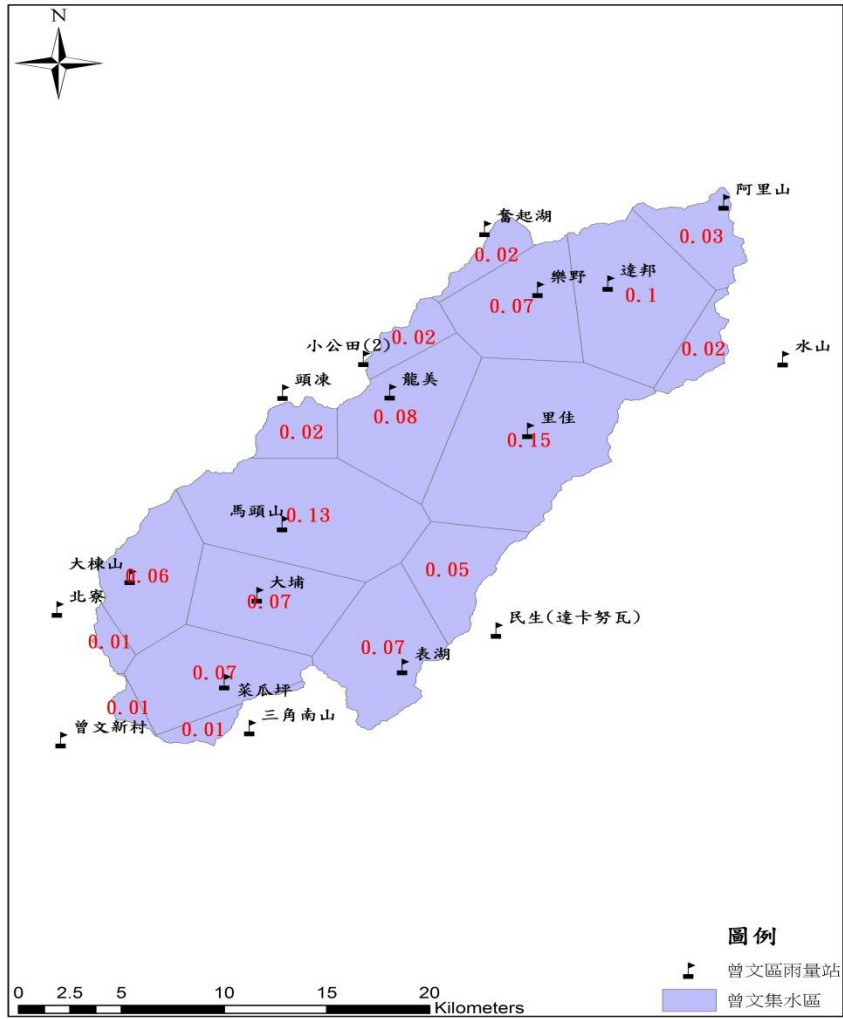 N
阿里山
奮起湖
0.03
0.02
樂野
達邦
0.07
0.1
小公田(2)
0.02
0.02
水山
頭凍
龍美
0.08
里佳
0.02
0.15
馬頭山
0.13
大棟山
0.06
0.05
北寮
大埔
0.07
民生(達卡努瓦)
0.01
0.07
表湖
0.07
菜瓜坪
0.01
曾文新村
0.01
三角南山
圖例
曾文區雨量站
曾文集水區
0 2.5 5 10 15 20
Kilometers